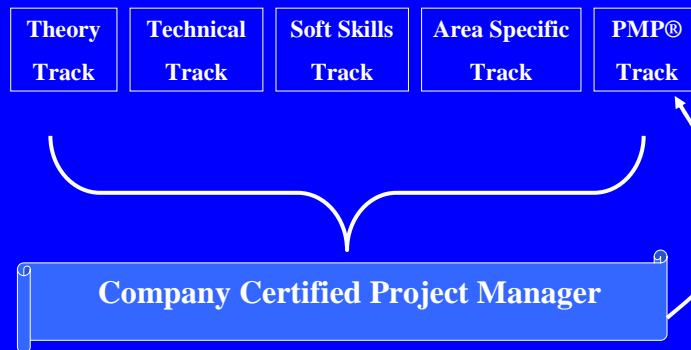 Theory Track
Technical Track
Soft Skills Track
Area Specific Track
PMP® Track
Company Certified Project Manager